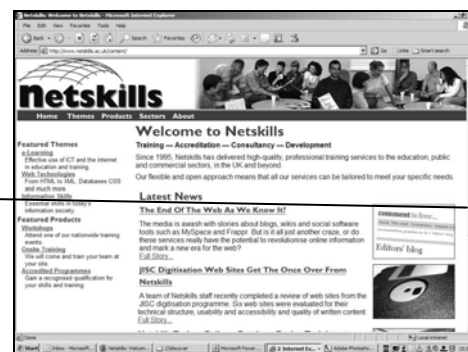 Netskills: Welcome to Netskills - Microsoft Internet Explorer
File Edit View Favorites Tools Help
Back Search Favorites
Address http://www.netskills.ac.uk/content/ Go Links
Netskills
Home Themes Products Sectors About
Welcome to Netskills
Training — Accreditation — Consultancy — Development
Since 1995, Netskills has delivered high-quality, professional training services to the education, public
and commercial sectors, in the UK and beyond.
Our flexible and open approach means that all our services can be tailored to meet your specific needs.
Featured Themes
e-Learning
Effective use of ICT and the internet
in education and training.
Web Technologies
From HTML to XML, Databases CSS
and much more.
Information Skills
Essential skills in today's
information society.
Featured Products
Workshops
Attend one of our nationwide training
events.
Onsite Training
We will come and train your team at
your site.
Accredited Programmes
Gain a recognised qualification for
your skills and training.
Latest News
The End Of The Web As We Know It?
The media is awash with stories about blogs, wikis and social software
tools such as MySpace and Frappr. But is it all just another craze, or do
these services really have the potential to revolutionise online information
and mark a new era for the web?
Full Story...
JISC Digitisation Web Sites Get The Once Over From
Netskills
A team of Netskills staff recently completed a review of web sites from the
JISC digitisation programme. Six web sites were evaluated for their
technical structure, usability and accessibility and quality of written content.
Full Story...
comment is free...
Editors' blog
Done
Local intranet
Start